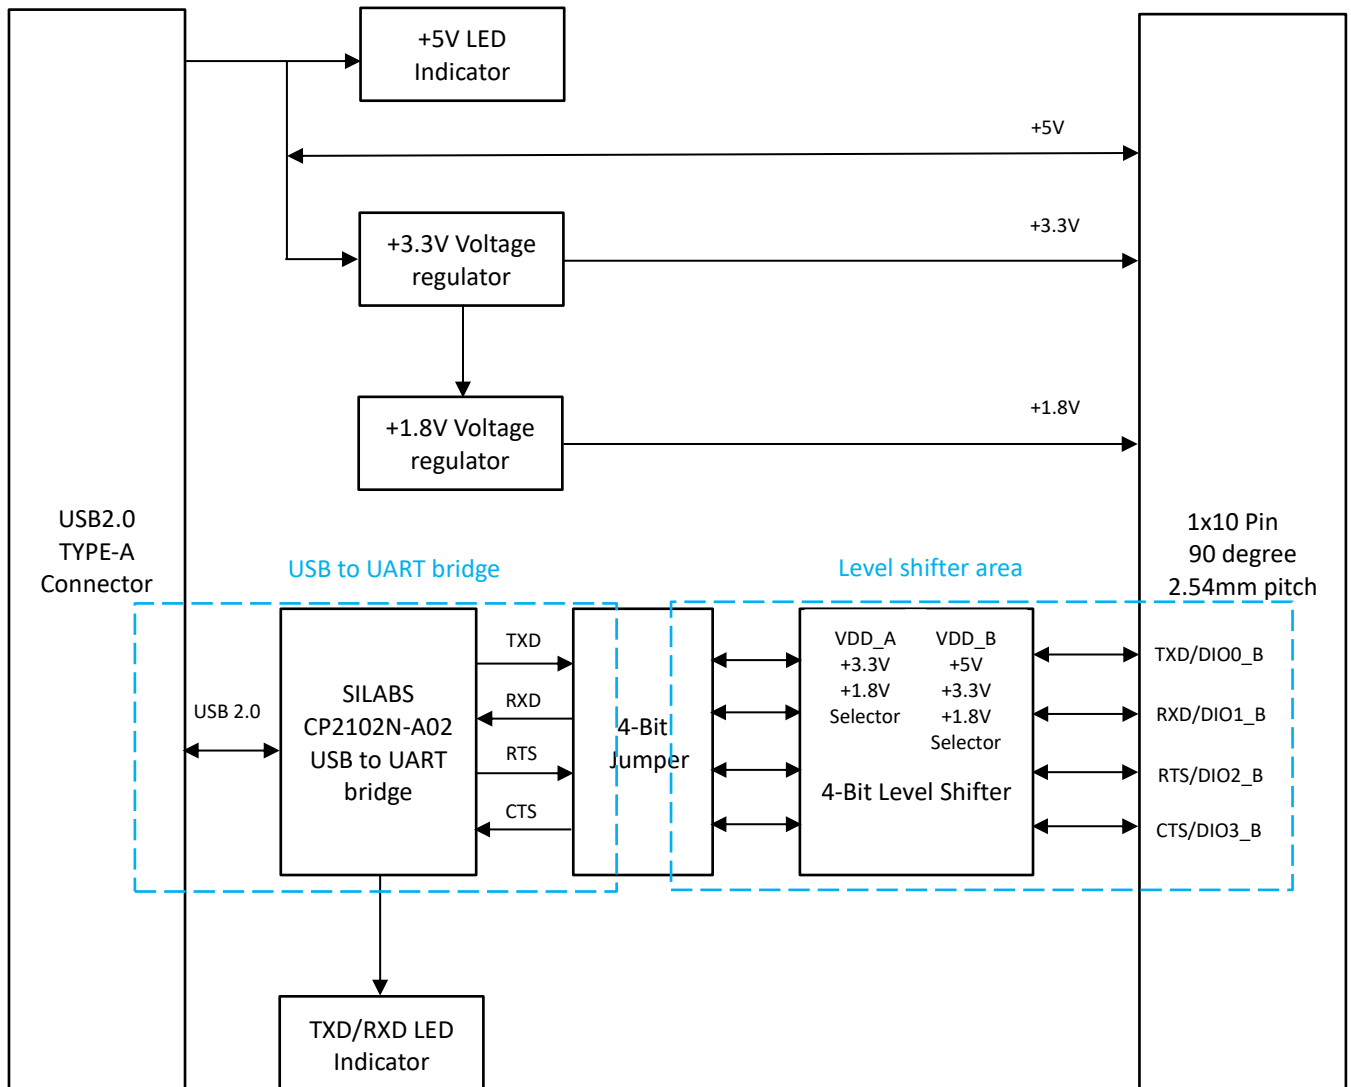 +5V LED
Indicator
+5V
+3.3V Voltage
regulator
+3.3V
+1.8V Voltage
regulator
+1.8V
USB2.0
TYPE-A
Connector
1x10 Pin
90 degree
2.54mm pitch
USB to UART bridge
Level shifter area
USB 2.0
SILABS
CP2102N-A02
USB to UART
bridge
TXD
RXD
RTS
CTS
4-Bit
Jumper
VDD_A
+3.3V
+1.8V
Selector
VDD_B
+5V
+3.3V
+1.8V
Selector
4-Bit Level Shifter
TXD/DIO0_B
RXD/DIO1_B
RTS/DIO2_B
CTS/DIO3_B
TXD/RXD LED
Indicator